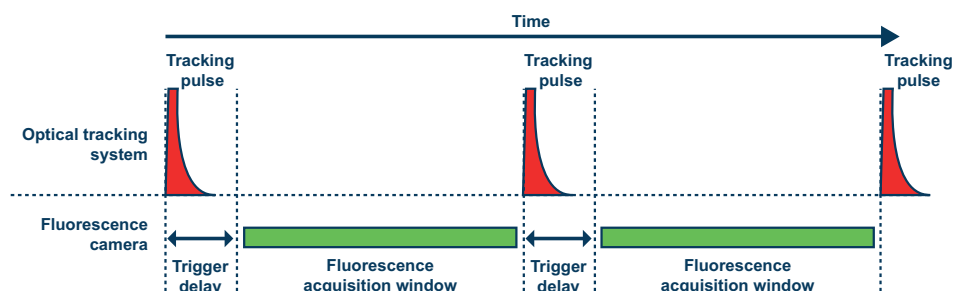 Time
Tracking
pulse
Tracking
pulse
Tracking
pulse
Optical tracking
system
Fluorescence
camera
Trigger
delay
Fluorescence
acquisition window
Trigger
delay
Fluorescence
acquisition window